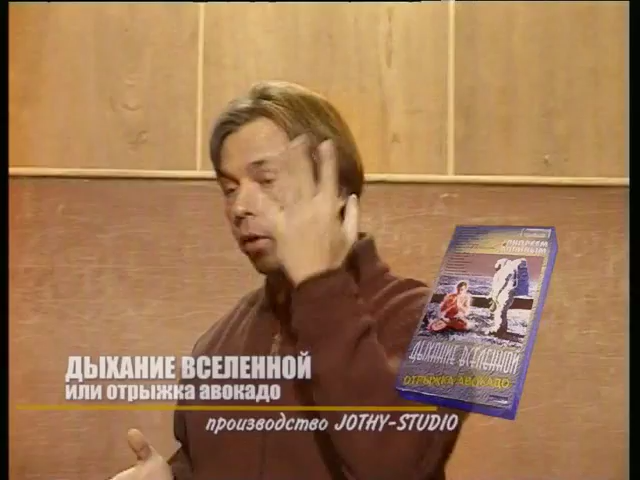 ДЫХАНИЕ ВСЕЛЕННОЙ
или отрыжка авокадо
производство JOTHY-STUDIO
ДЫХАНИЕ ВСЕЛЕННОЙ
ОТРЫЖКА АВОКАДО